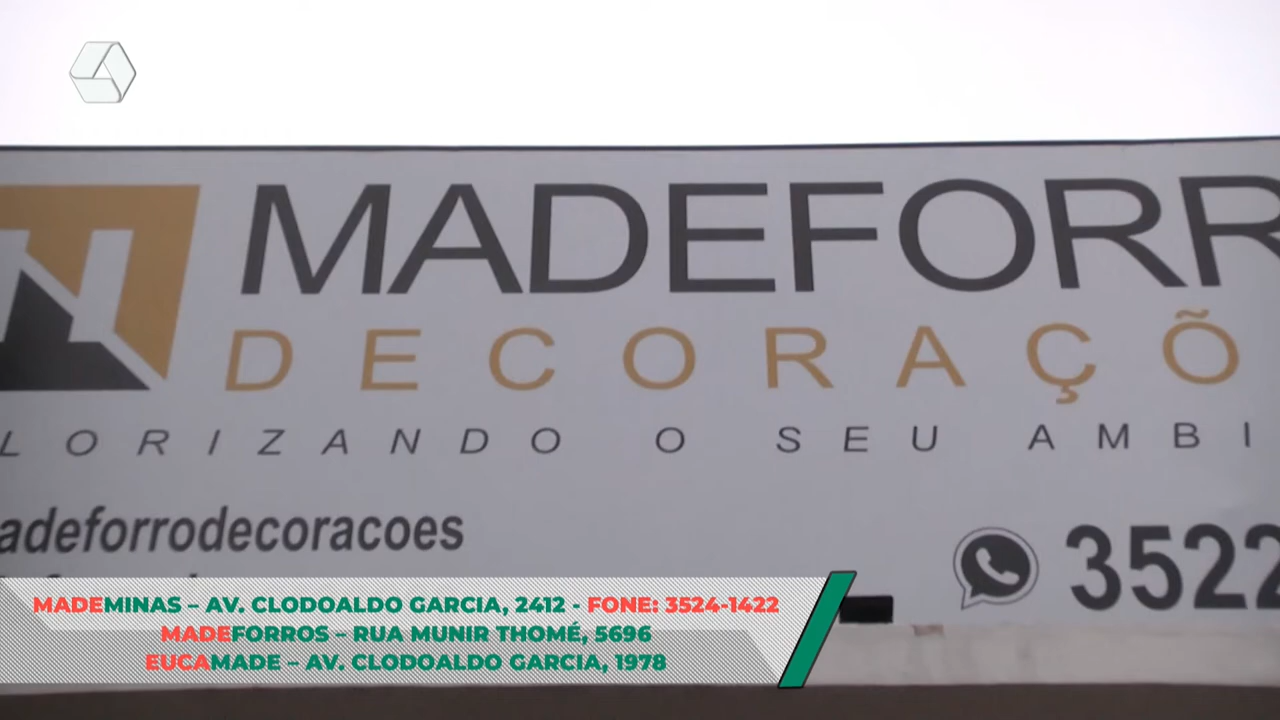 MADEFORR
DECORAÇÕ
LORIZANDO O SEU AMBI
adeforrodecoracoes
3522
MADEMINAS – AV. CLODOALDO GARCIA, 2412 - FONE: 3524-1422
MADEFORROS – RUA MUNIR THOMÉ, 5696
EUCAMADE – AV. CLODOALDO GARCIA, 1978